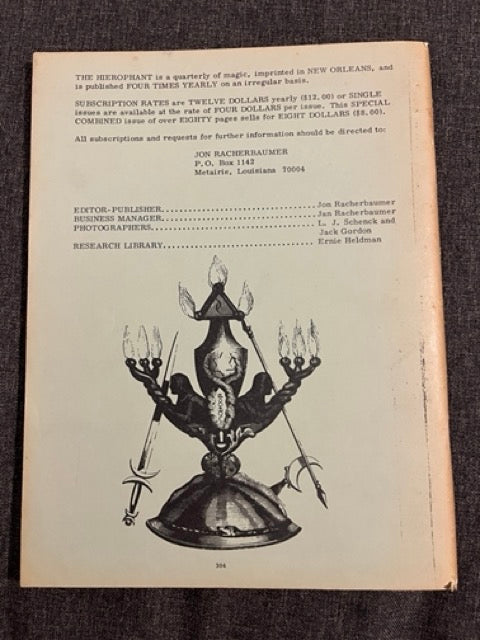 THE HIEROPHANT is a quarterly of magic, imprinted in NEW ORLEANS, and
is published FOUR TIMES YEARLY on an irregular basis.
SUBSCRIPTION RATES are TWELVE DOLLARS yearly ($12.00) or SINGLE
issues are available at the rate of FOUR DOLLARS per issue. This SPECIAL
COMBINED issue of over EIGHTY pages sells for EIGHT DOLLARS ($8.00).
All subscriptions and requests for further information should be directed to:
JON RACHERBAUMER
P.O. Box 1142
Metairie, Louisiana 70004
EDITOR-PUBLISHER..............................Jon Racherbaumer
BUSINESS MANAGER..............................Jan Racherbaumer
PHOTOGRAPHERS.................................L. J. Schenck and
Jack Gordon
RESEARCH LIBRARY..............................Ernie Heldman